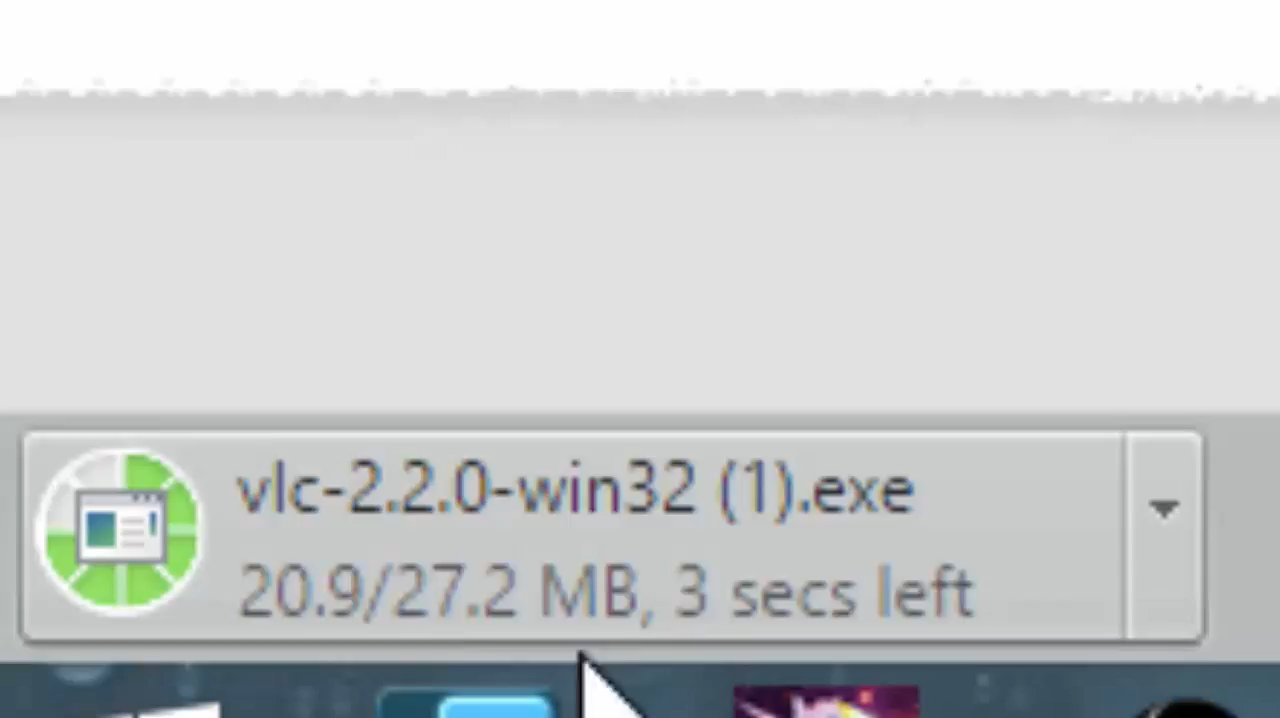 vlc-2.2.0-win32 (1).exe
20.9/27.2 MB, 3 secs left